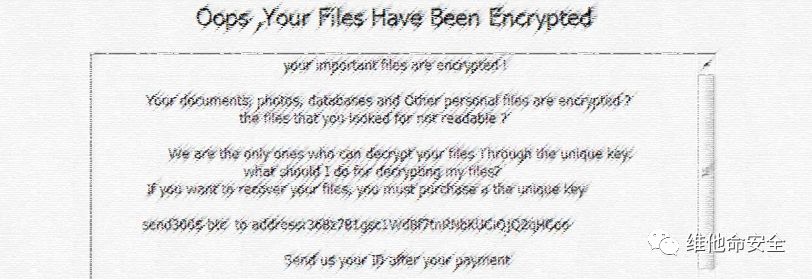 Oops ,Your Files Have Been Encrypted
your important files are encrypted !
Your documents, photos, databases and Other personal files are encrypted ?
the files that you looked for not readable ?
We are the only ones who can decrypt your files Through the unique key.
what should I do for decrypting my files?
If you want to recover your files, you must purchase a the unique key
send300$ btc to address:
Send us your ID after your payment
维他命安全